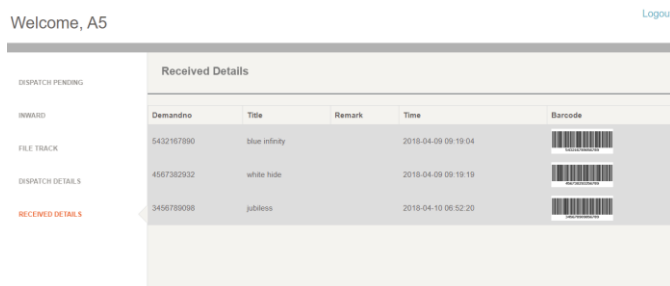 Logou
Welcome, A5
Received Details
DISPATCH PENDING
INWARD
FILE TRACK
DISPATCH DETAILS
RECEIVED DETAILS
Demandno Title Remark Time Barcode
5432167890 blue infinity 2018-04-09 09:19:04
4567382932 white hide 2018-04-09 09:19:19
3456789098 jubiless 2018-04-10 06:52:20